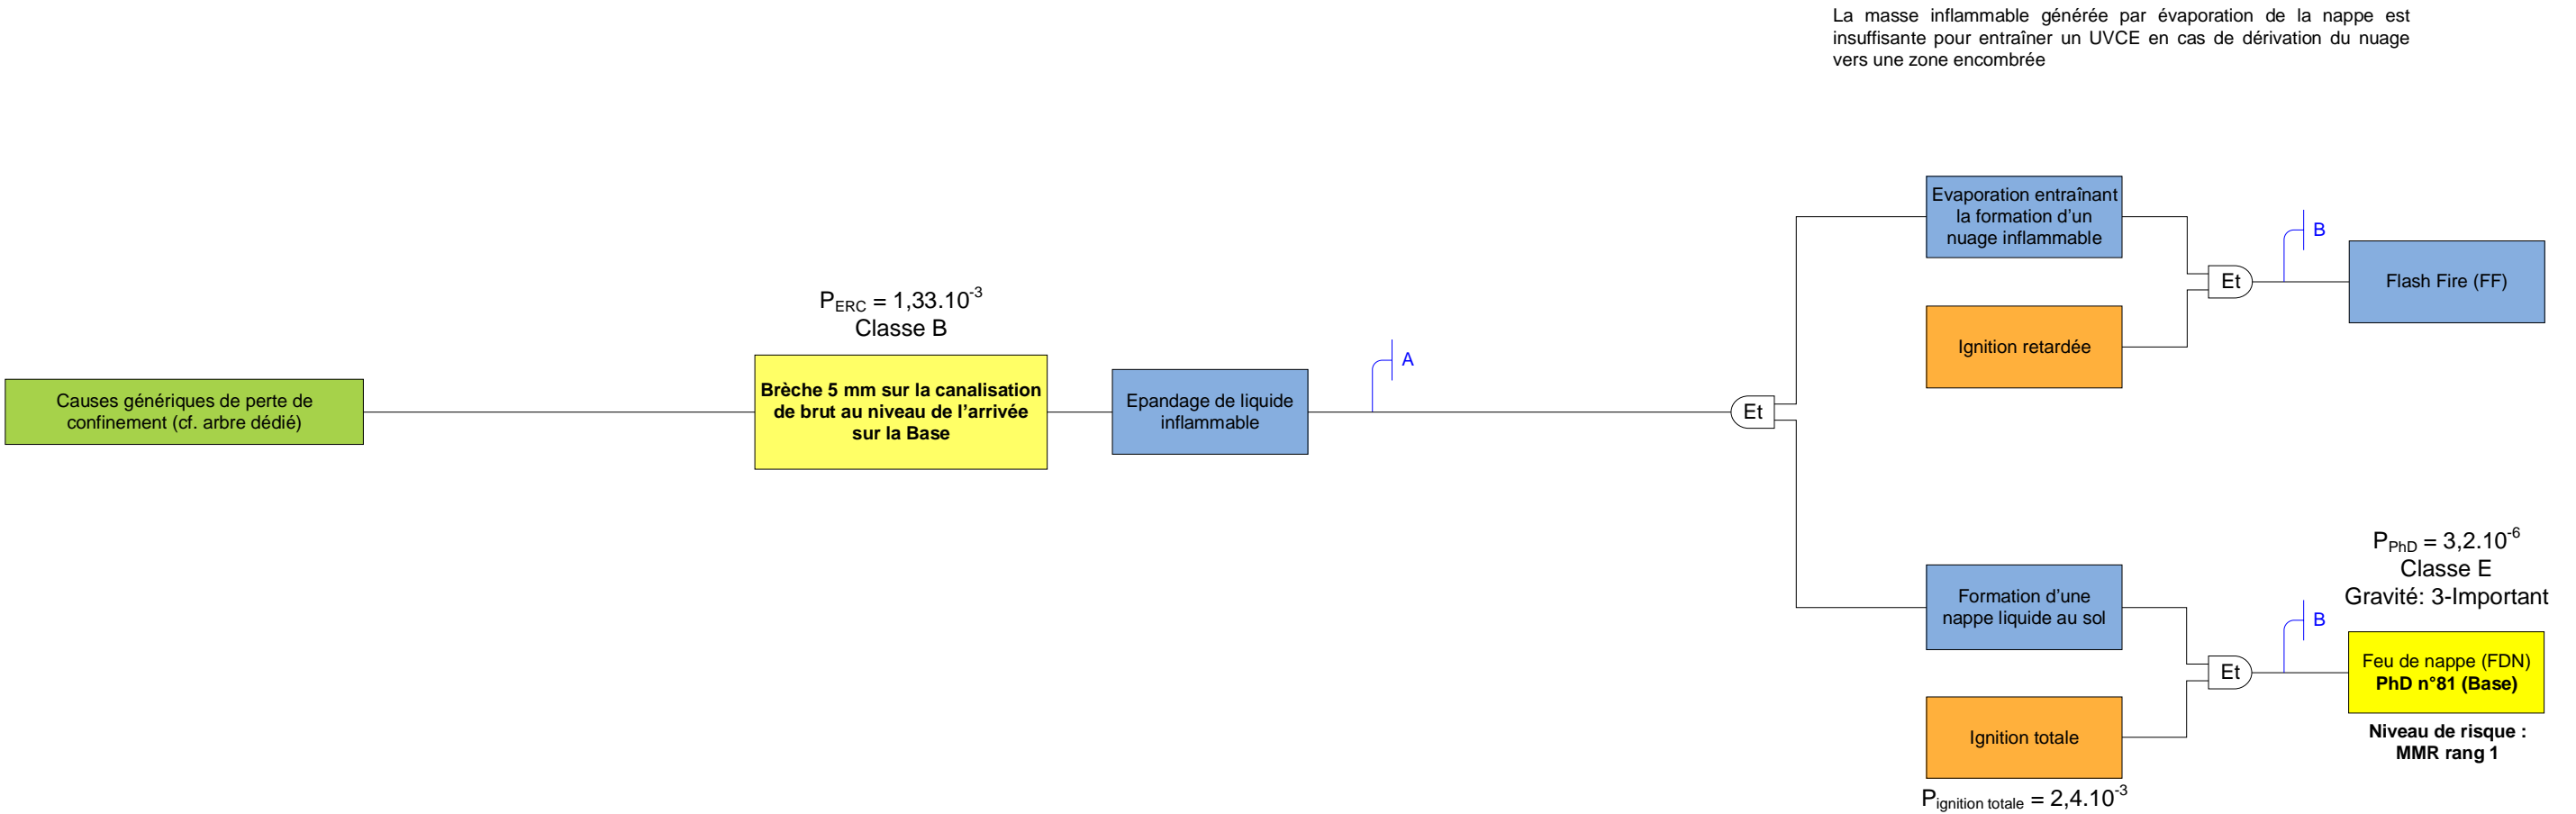 La masse inflammable générée par évaporation de la nappe est
insuffisante pour entraîner un UVCE en cas de dérivation du nuage
vers une zone encombrée
Evaporation entraînant
la formation d'un
nuage inflammable
B
Et
Flash Fire (FF)
Ignition retardée
P_ERC = 1,33.10^-3
Classe B
Causes génériques de perte de
confinement (cf. arbre dédié)
Brèche 5 mm sur la canalisation
de brut au niveau de l'arrivée
sur la Base
Epandage de liquide
inflammable
A
Et
P_PhD = 3,2.10^-6
Classe E
Gravité: 3-Important
Formation d'une
nappe liquide au sol
B
Et
Feu de nappe (FDN)
PhD n°81 (Base)
Niveau de risque :
MMR rang 1
Ignition totale
P_ignition totale = 2,4.10^-3